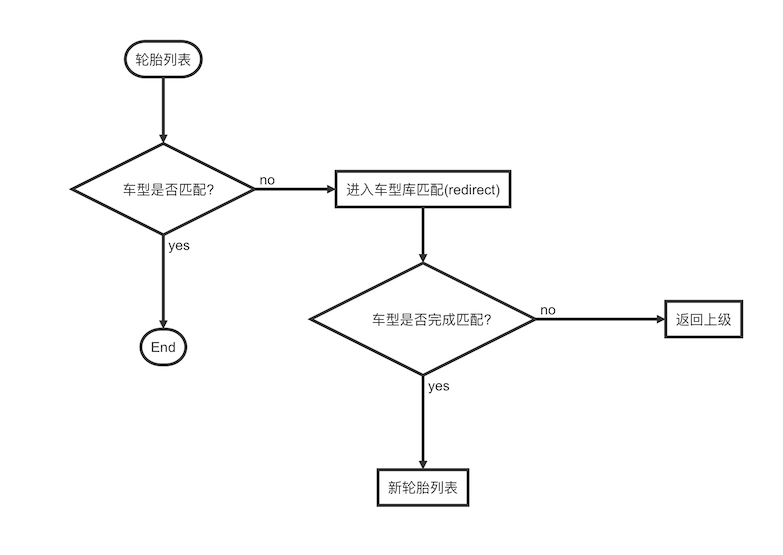 轮胎列表
车型是否匹配?
no
进入车型库匹配(redirect)
yes
车型是否完成匹配?
no
返回上级
End
yes
新轮胎列表